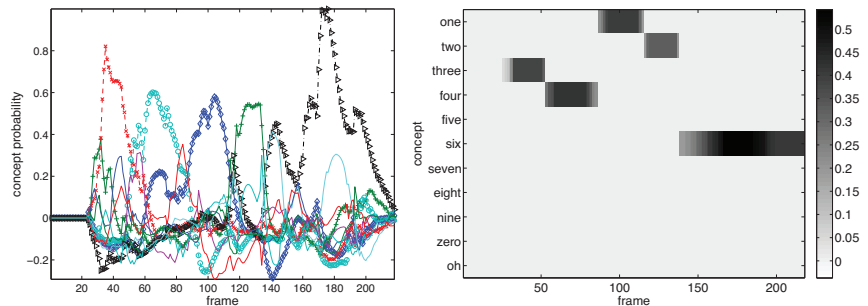 concept probability
0.8
0.6
0.4
0.2
0
−0.2
20 40 60 80 100 120 140 160 180 200
frame
concept
one
two
three
four
five
six
seven
eight
nine
zero
oh
50 100 150 200
frame
0.5
0.45
0.4
0.35
0.3
0.25
0.2
0.15
0.1
0.05
0